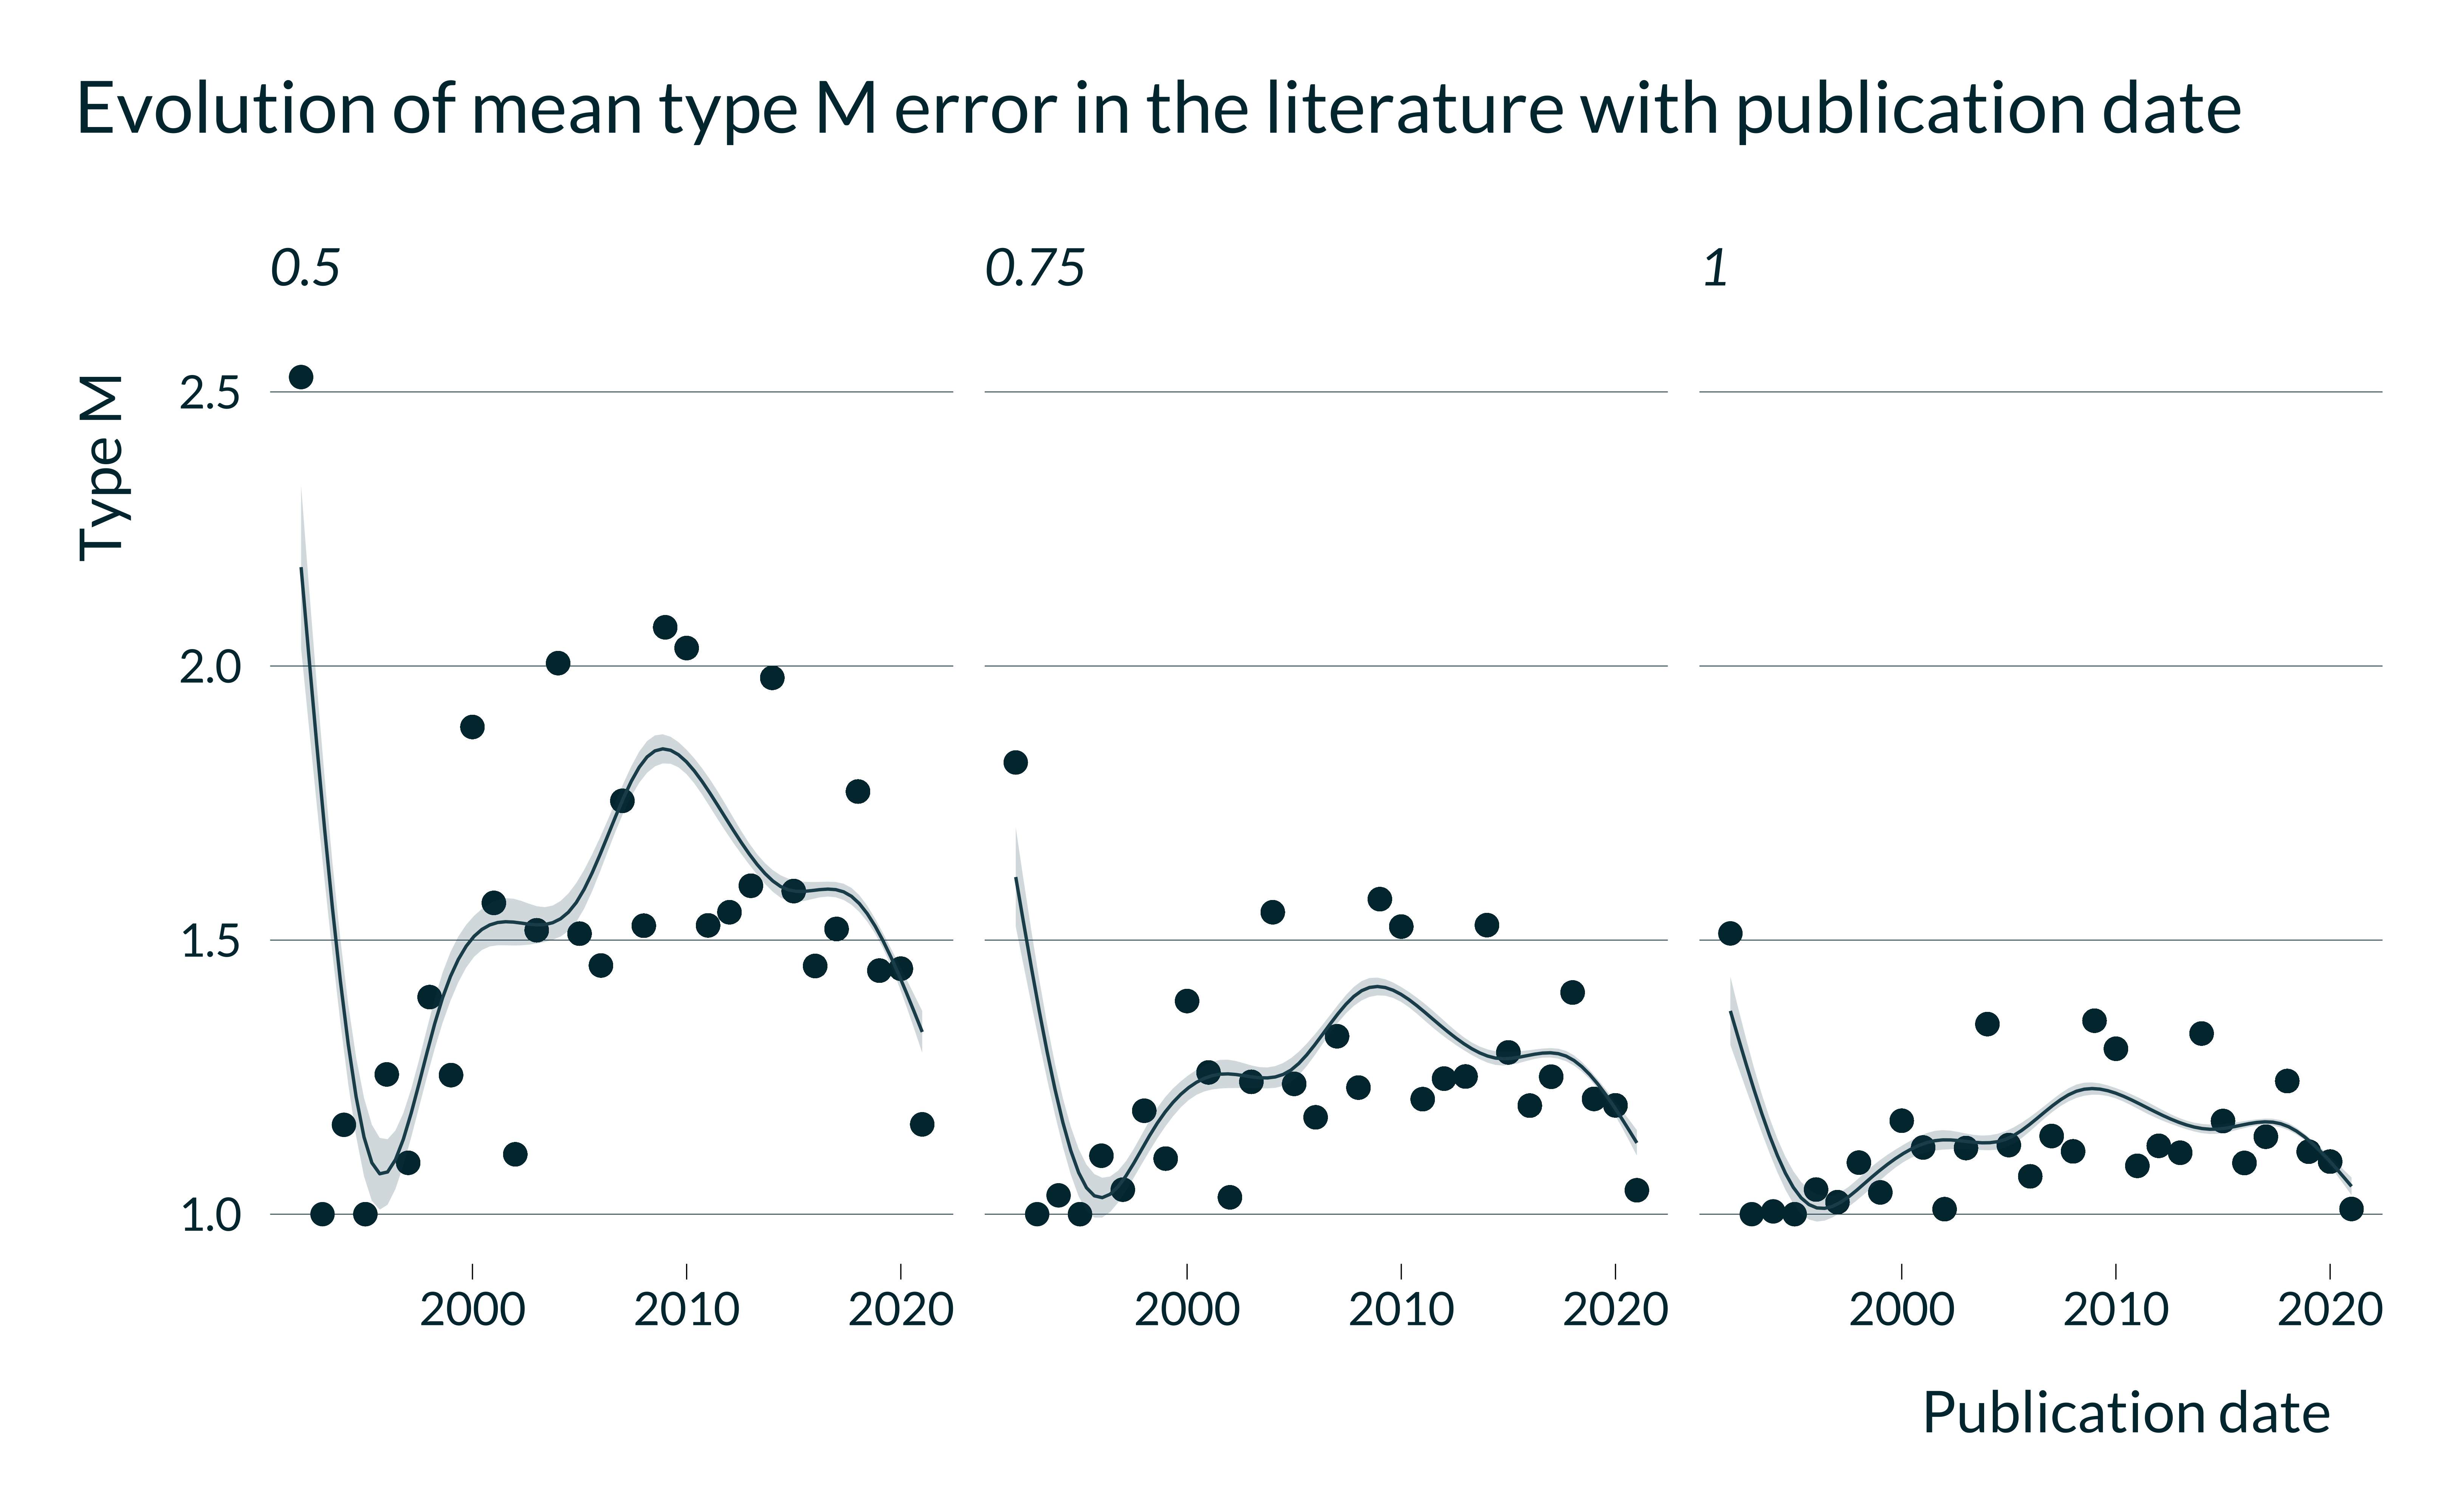 Evolution of mean type M error in the literature with publication date
0.5
0.75
1
Type M
2.5
2.0
1.5
1.0
2000 2010 2020 2000 2010 2020 2000 2010 2020
Publication date